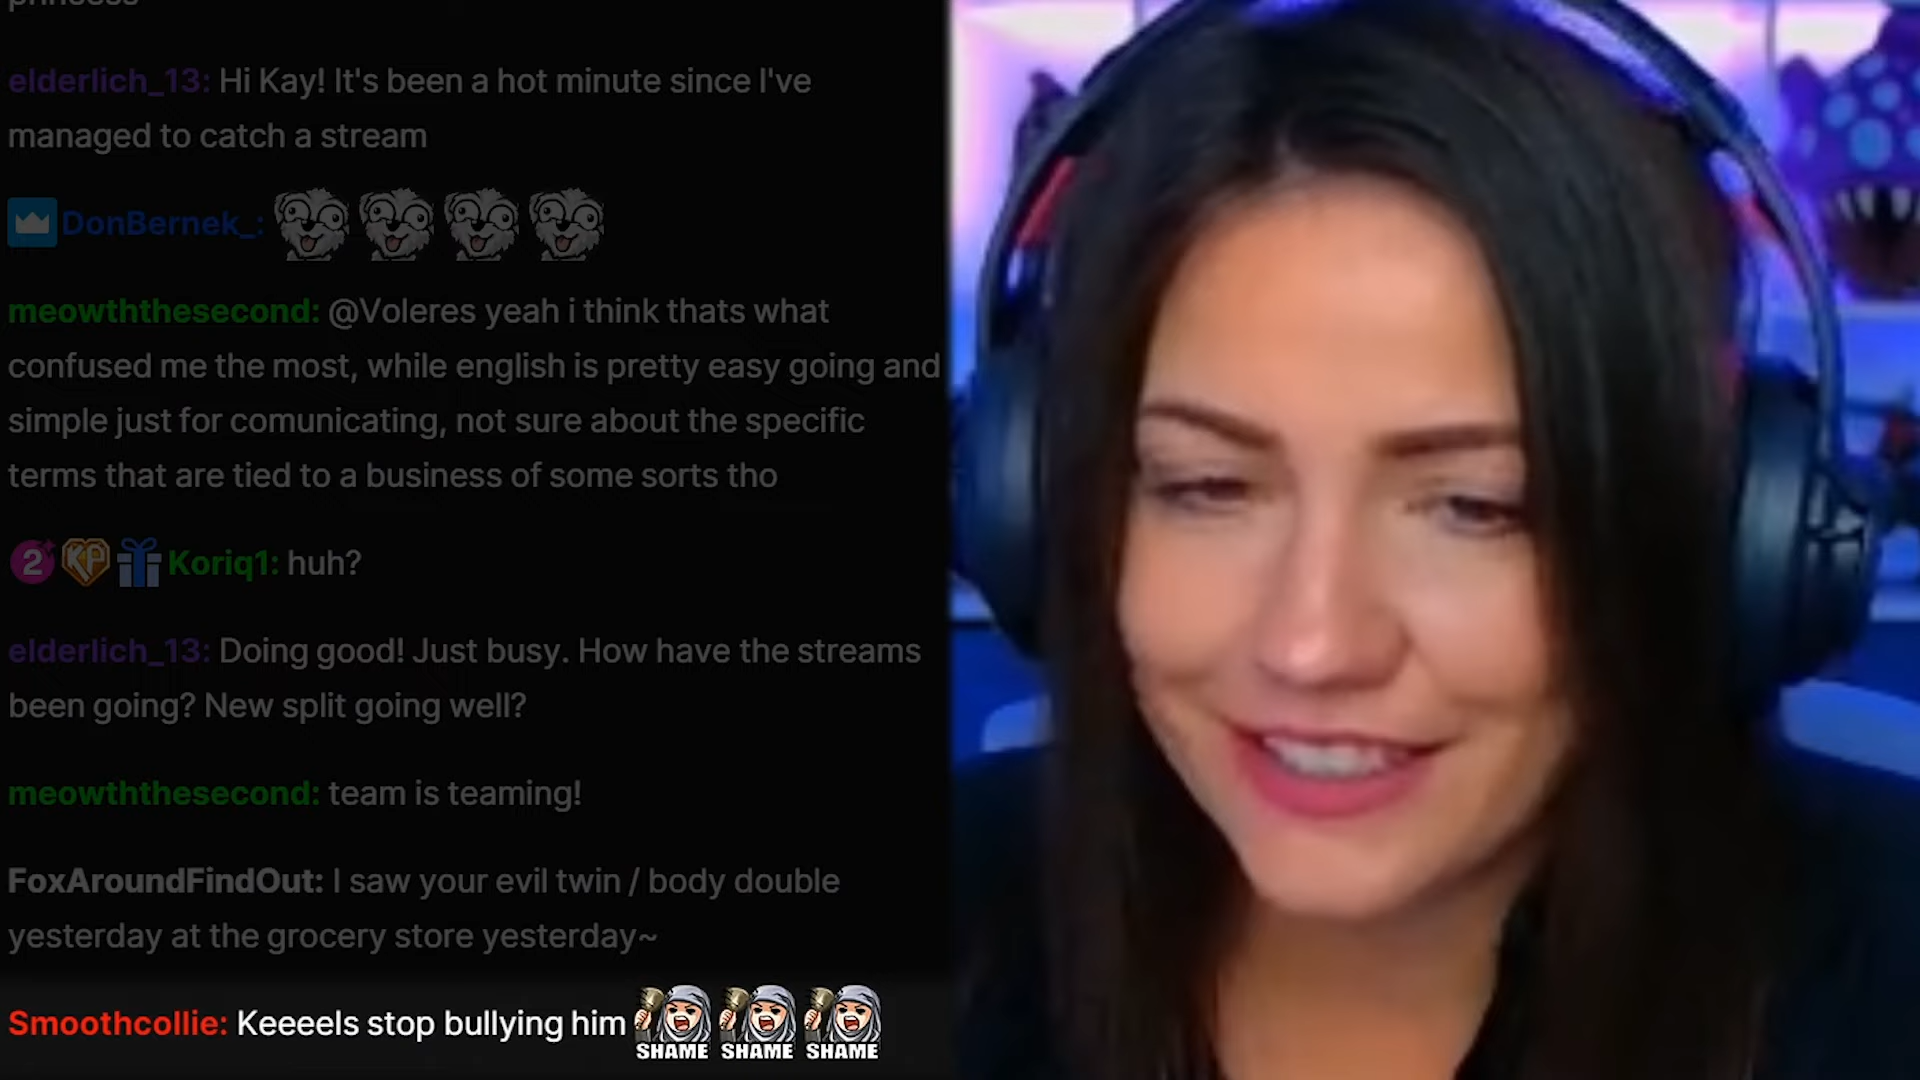 princess
elderlich_13: Hi Kay! It's been a hot minute since I've
managed to catch a stream
DonBernek_:
meowththesecond: @Voleres yeah i think thats what
confused me the most, while english is pretty easy going and
simple just for comunicating, not sure about the specific
terms that are tied to a business of some sorts tho
2 KP Koriq1: huh?
elderlich_13: Doing good! Just busy. How have the streams
been going? New split going well?
meowththesecond: team is teaming!
FoxAroundFindOut: I saw your evil twin / body double
yesterday at the grocery store yesterday~
Smoothcollie: Keeeels stop bullying him SHAME SHAME SHAME